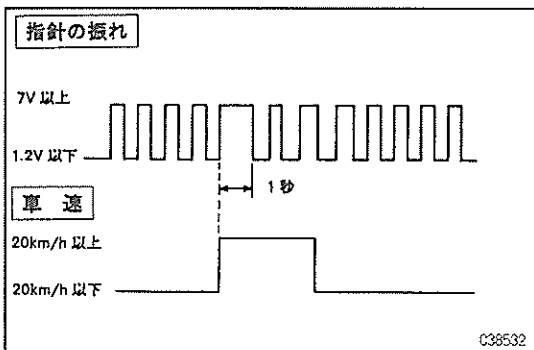 指針の振れ
7V 以上
1.2V 以下
1 秒
車 速
20km/h 以上
20km/h 以下
C38532